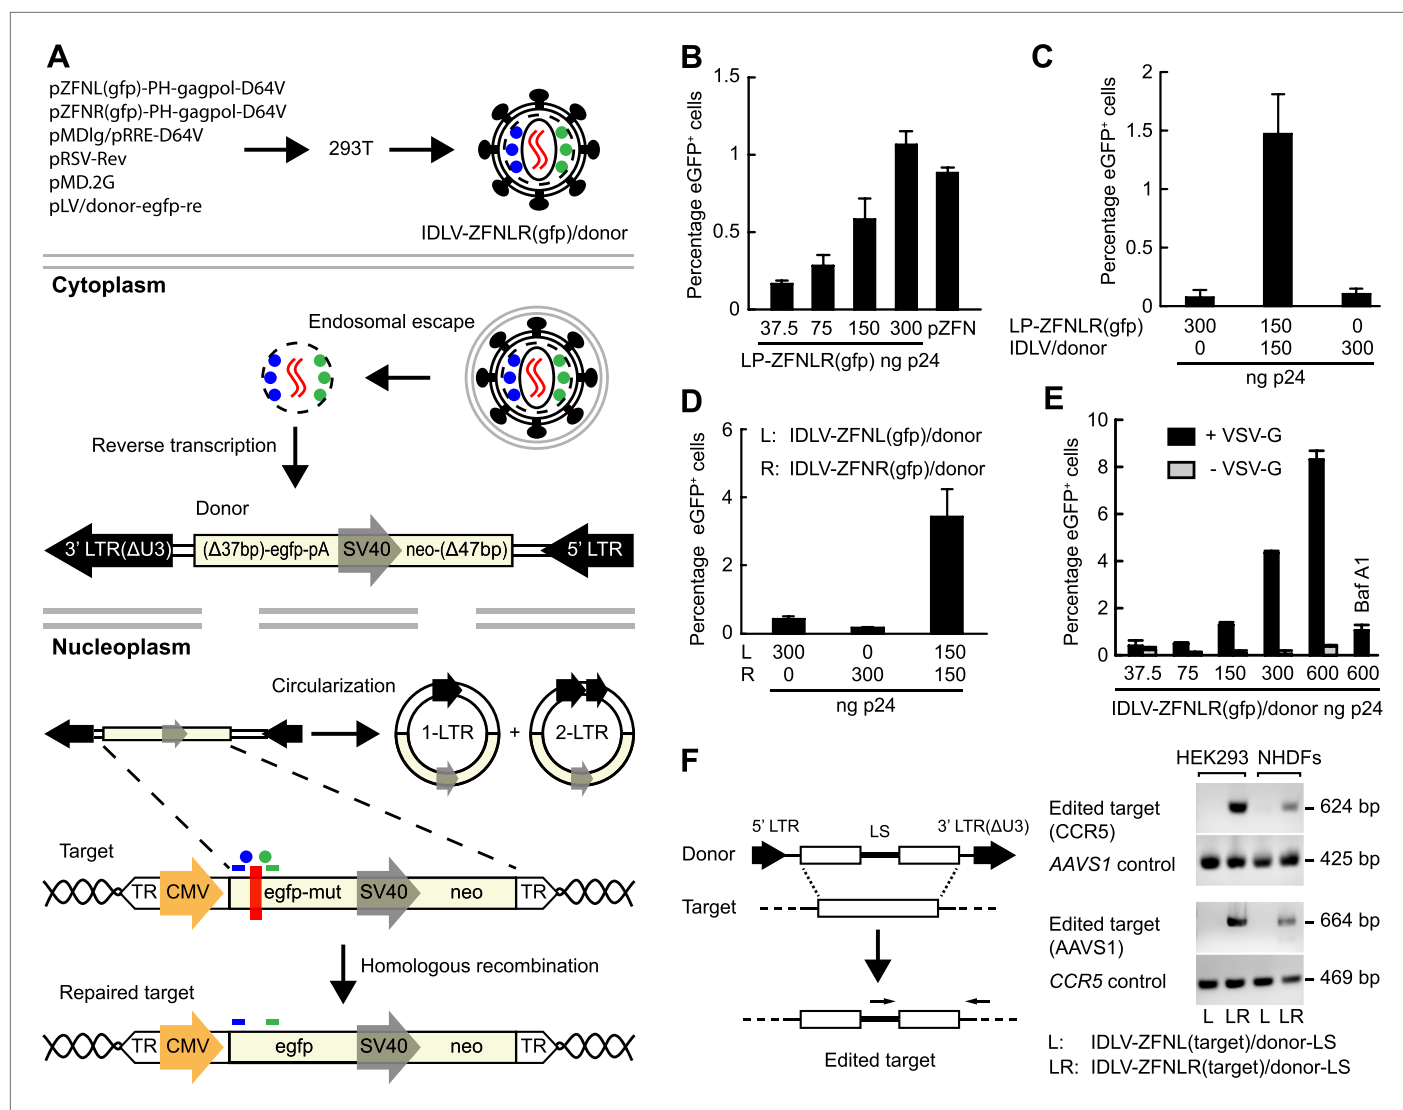 A
pZFNL(gfp)-PH-gagpol-D64V
pZFNR(gfp)-PH-gagpol-D64V
pMDlg/pRRE-D64V
pRSV-Rev
pMD.2G
pLV/donor-egfp-re
293T
IDLV-ZFNLR(gfp)/donor
Cytoplasm
Endosomal escape
Reverse transcription
Donor
3' LTR(ΔU3)
(Δ37bp)-egfp-pA
SV40
neo-(Δ47bp)
5' LTR
Nucleoplasm
Circularization
1-LTR
+
2-LTR
Target
TR
CMV
egfp-mut
SV40
neo
TR
Homologous recombination
Repaired target
TR
CMV
egfp
SV40
neo
TR
B
Percentage eGFP+ cells
1.5
1
0.5
0
37.5 75 150 300 pZFN
LP-ZFNLR(gfp) ng p24
C
Percentage eGFP+ cells
2
1.5
1
0.5
0
LP-ZFNLR(gfp) 300 150 0
IDLV/donor 0 150 300
ng p24
D
Percentage eGFP+ cells
6
4
2
0
L: IDLV-ZFNL(gfp)/donor
R: IDLV-ZFNR(gfp)/donor
L 300 0 150
R 0 300 150
ng p24
E
Percentage eGFP+ cells
10
8
6
4
2
0
+ VSV-G
- VSV-G
Baf A1
37.5 75 150 300 600 600
IDLV-ZFNLR(gfp)/donor ng p24
F
5' LTR
LS
3' LTR(ΔU3)
Donor
Target
Edited target
HEK293 NHDFs
Edited target
(CCR5)
624 bp
AAVS1 control
425 bp
Edited target
(AAVS1)
664 bp
CCR5 control
469 bp
L LR L LR
L: IDLV-ZFNL(target)/donor-LS
LR: IDLV-ZFNLR(target)/donor-LS